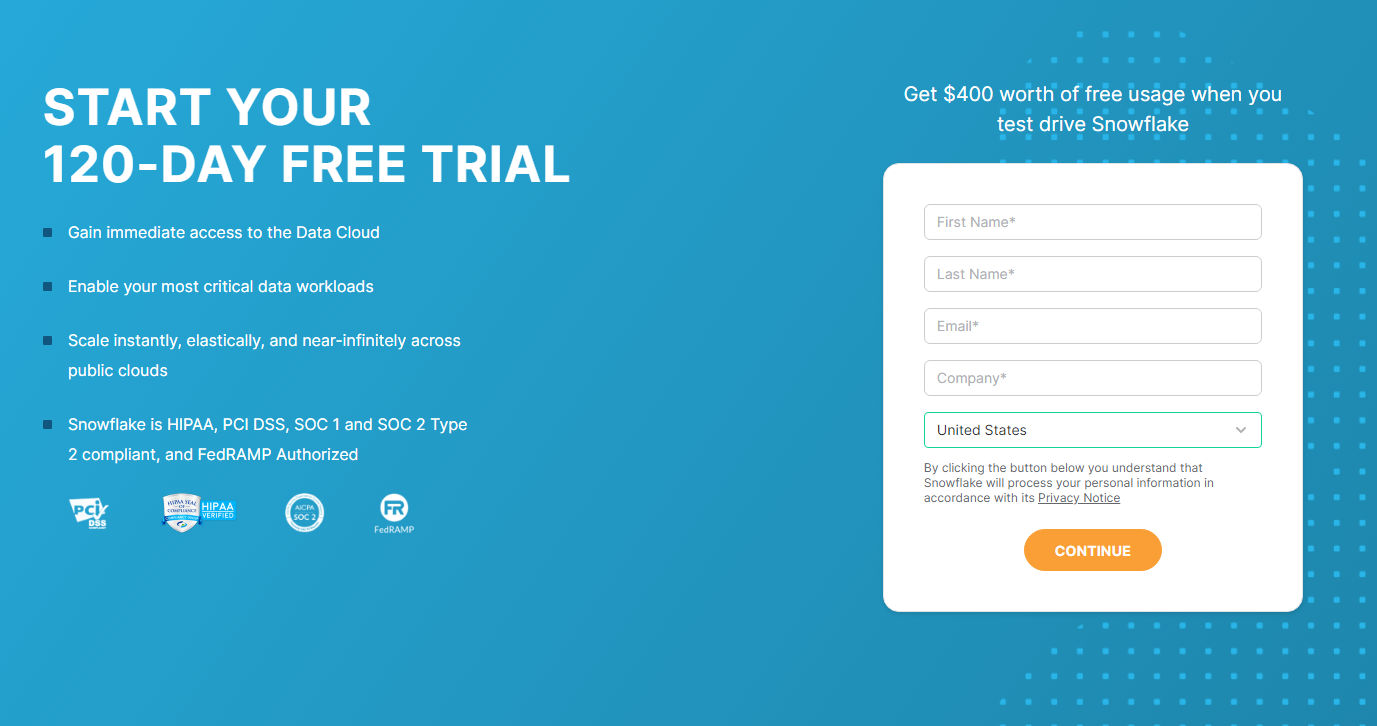 START YOUR
120-DAY FREE TRIAL
Gain immediate access to the Data Cloud
Enable your most critical data workloads
Scale instantly, elastically, and near-infinitely across
public clouds
Snowflake is HIPAA, PCI DSS, SOC 1 and SOC 2 Type
2 compliant, and FedRAMP Authorized
PCI
DSS
HIPAA SEAL
OF
COMPLIANCE
HIPAA
VERIFIED
AICPA
SOC 2
FR
FedRAMP
Get $400 worth of free usage when you
test drive Snowflake
First Name*
Last Name*
Email*
Company*
United States
By clicking the button below you understand that
Snowflake will process your personal information in
accordance with its Privacy Notice
CONTINUE